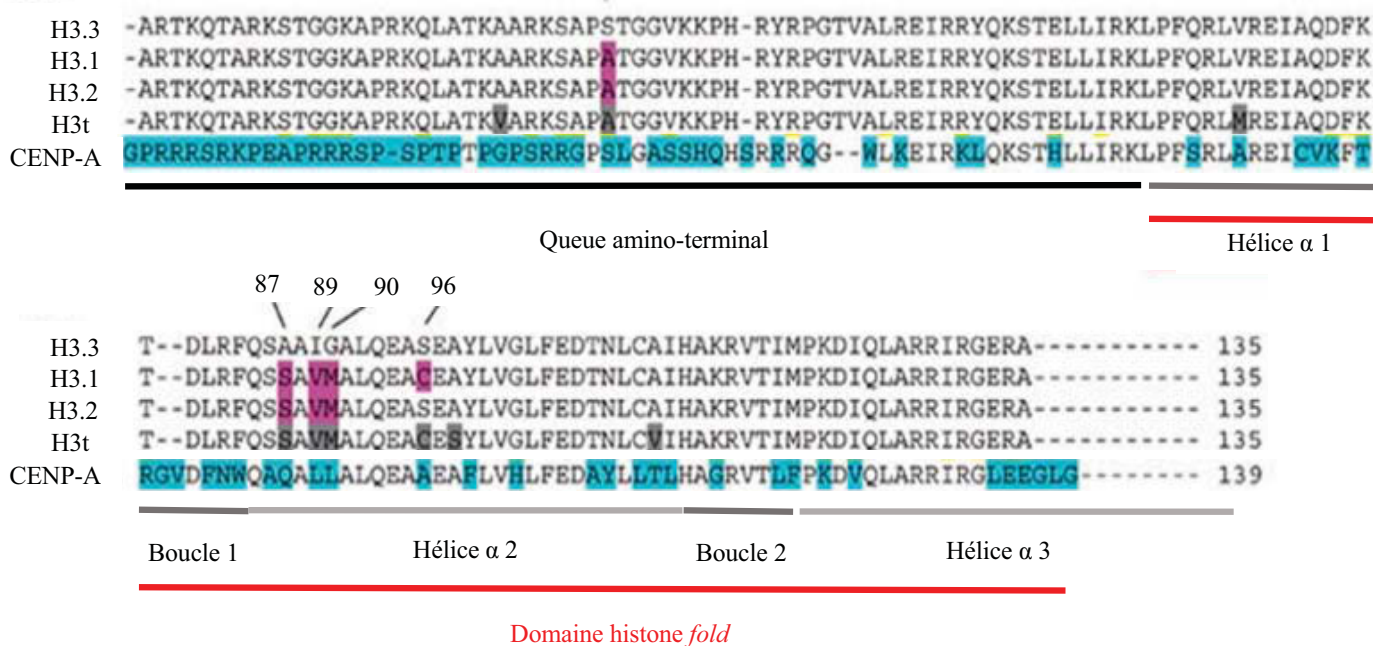 H3.3 -ARTKQTARKSTGGKAPRKQLATKAARKSAPSTGGVKKPH-RYRPGTVALREIRRYQKSTELLIRKLPFQRLVREIAQDFK
H3.1 -ARTKQTARKSTGGKAPRKQLATKAARKSAPATGGVKKPH-RYRPGTVALREIRRYQKSTELLIRKLPFQRLVREIAQDFK
H3.2 -ARTKQTARKSTGGKAPRKQLATKAARKSAPATGGVKKPH-RYRPGTVALREIRRYQKSTELLIRKLPFQRLVREIAQDFK
H3t -ARTKQTARKSTGGKAPRKQLATKVARKSAPATGGVKKPH-RYRPGTVALREIRRYQKSTELLIRKLPFQRLMREIAQDFK
CENP-A GPRRRSRKPEAPRRRSP-SPTPTPGPSRRGPSLGASSHQHSRRRQG--WLKEIRKLQKSTHLLIRKLPFSRLAREICVKFT
Queue amino-terminal
Hélice α 1
87 89 90 96
H3.3 T--DLRFQSAAIGALQEASEAYLVGLFEDTNLCAIHAKRVTIMPKDIQLARRIRGERA----------- 135
H3.1 T--DLRFQSSAVMALQEACEAYLVGLFEDTNLCAIHAKRVTIMPKDIQLARRIRGERA----------- 135
H3.2 T--DLRFQSSAVMALQEASEAYLVGLFEDTNLCAIHAKRVTIMPKDIQLARRIRGERA----------- 135
H3t T--DLRFQSSAVMALQEACESYLVGLFEDTNLCVIHAKRVTIMPKDIQLARRIRGERA----------- 135
CENP-A RGVDFNWQAQALLALQEAAEAFLVHLFEDAYLLTLHAGRVTLFPKDVQLARRIRGLEEGLG-------- 139
Boucle 1 Hélice α 2 Boucle 2 Hélice α 3
Domaine histone fold